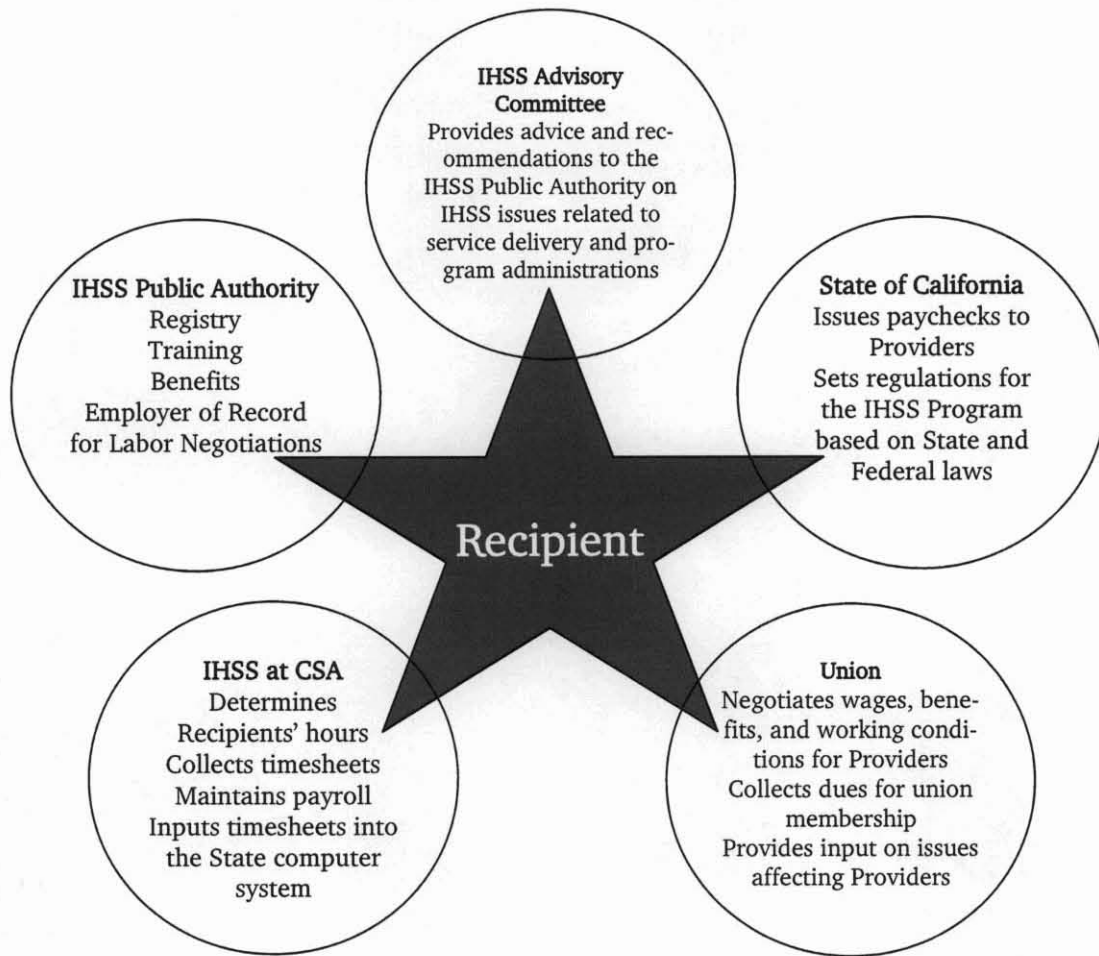 IHSS Advisory
Committee
Provides advice and rec-
ommendations to the
IHSS Public Authority on
IHSS issues related to
service delivery and pro-
gram administrations
IHSS Public Authority
Registry
Training
Benefits
Employer of Record
for Labor Negotiations
State of California
Issues paychecks to
Providers
Sets regulations for
the IHSS Program
based on State and
Federal laws
Recipient
IHSS at CSA
Determines
Recipients' hours
Collects timesheets
Maintains payroll
Inputs timesheets into
the State computer
system
Union
Negotiates wages, bene-
fits, and working condi-
tions for Providers
Collects dues for union
membership
Provides input on issues
affecting Providers